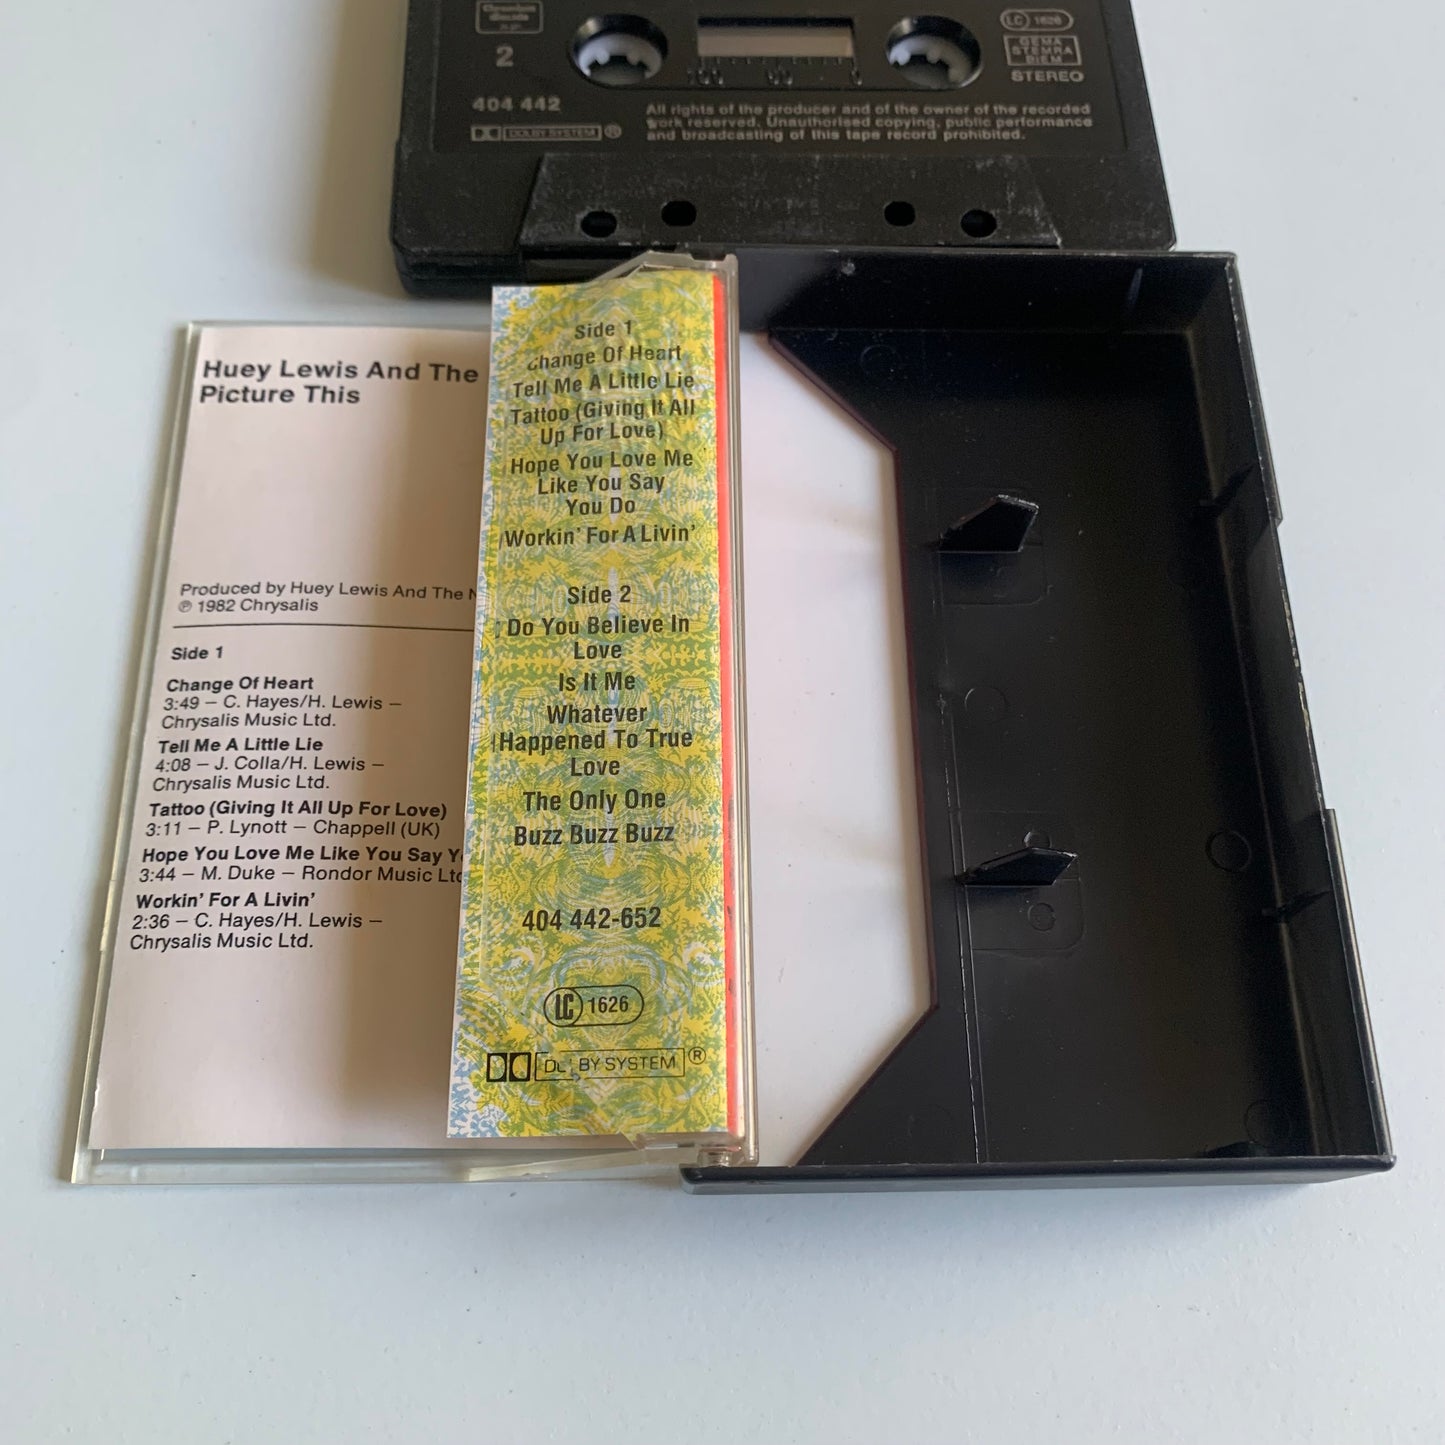 Chromium
dioxide
2
100 50 0
LC 1626
GEMA
STEMRA
BIEM
STEREO
404 442
DOLBY SYSTEM ®
All rights of the producer and of the owner of the recorded
work reserved. Unauthorised copying, public performance
and broadcasting of this tape record prohibited.
Huey Lewis And The
Picture This
Produced by Huey Lewis And The N
℗ 1982 Chrysalis
Side 1
Change Of Heart
3:49 – C. Hayes/H. Lewis –
Chrysalis Music Ltd.
Tell Me A Little Lie
4:08 – J. Colla/H. Lewis –
Chrysalis Music Ltd.
Tattoo (Giving It All Up For Love)
3:11 – P. Lynott – Chappell (UK)
Hope You Love Me Like You Say Y
3:44 – M. Duke – Rondor Music Ltd
Workin' For A Livin'
2:36 – C. Hayes/H. Lewis –
Chrysalis Music Ltd.
Side 1
Change Of Heart
Tell Me A Little Lie
Tattoo (Giving It All
Up For Love)
Hope You Love Me
Like You Say
You Do
Workin' For A Livin'
Side 2
Do You Believe In
Love
Is It Me
Whatever
Happened To True
Love
The Only One
Buzz Buzz Buzz
404 442-652
LC 1626
DOLBY SYSTEM ®